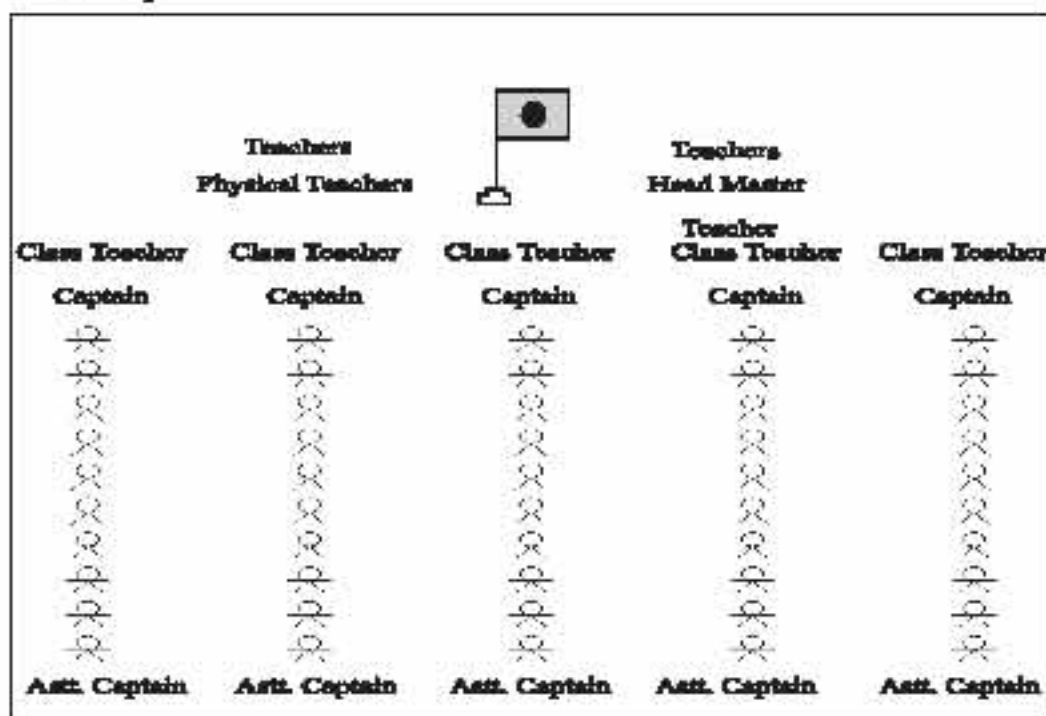 Teachers Teachers
Physical Teachers Head Master
Teacher
Class Teacher Class Teacher Class Teacher Class Teacher Class Teacher
Captain Captain Captain Captain Captain
Astt. Captain Astt. Captain Astt. Captain Astt. Captain Astt. Captain